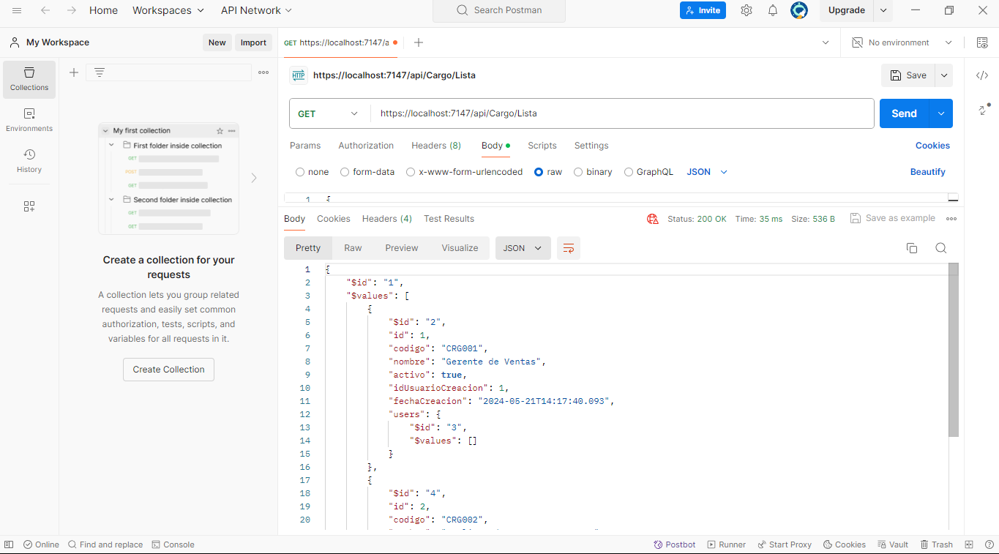 Home Workspaces API Network Search Postman Invite Upgrade
My Workspace New Import GET https://localhost:7147/a No environment
Collections
Environments
History
My first collection
First folder inside collection
GET
POST
GET
Second folder inside collection
GET
GET
Create a collection for your
requests
A collection lets you group related
requests and easily set common
authorization, tests, scripts, and
variables for all requests in it.
Create Collection
HTTP https://localhost:7147/api/Cargo/Lista Save
GET https://localhost:7147/api/Cargo/Lista Send
Params Authorization Headers (8) Body Scripts Settings Cookies
none form-data x-www-form-urlencoded raw binary GraphQL JSON Beautify
1 {
Body Cookies Headers (4) Test Results Status: 200 OK Time: 35 ms Size: 536 B Save as example
Pretty Raw Preview Visualize JSON
1 {
2 "$id": "1",
3 "$values": [
4 {
5 "$id": "2",
6 "id": 1,
7 "codigo": "CRG001",
8 "nombre": "Gerente de Ventas",
9 "activo": true,
10 "idUsuarioCreacion": 1,
11 "fechaCreacion": "2024-05-21T14:17:40.093",
12 "users": {
13 "$id": "3",
14 "$values": []
15 }
16 },
17 {
18 "$id": "4",
19 "id": 2,
20 "codigo": "CRG002",
Online Find and replace Console Postbot Runner Start Proxy Cookies Vault Trash